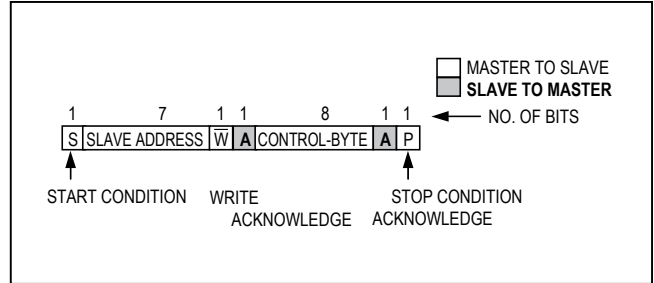 MASTER TO SLAVE
SLAVE TO MASTER
1 7 1 1 8 1 1 NO. OF BITS
S SLAVE ADDRESS W̅ A CONTROL-BYTE A P
START CONDITION WRITE STOP CONDITION
ACKNOWLEDGE ACKNOWLEDGE